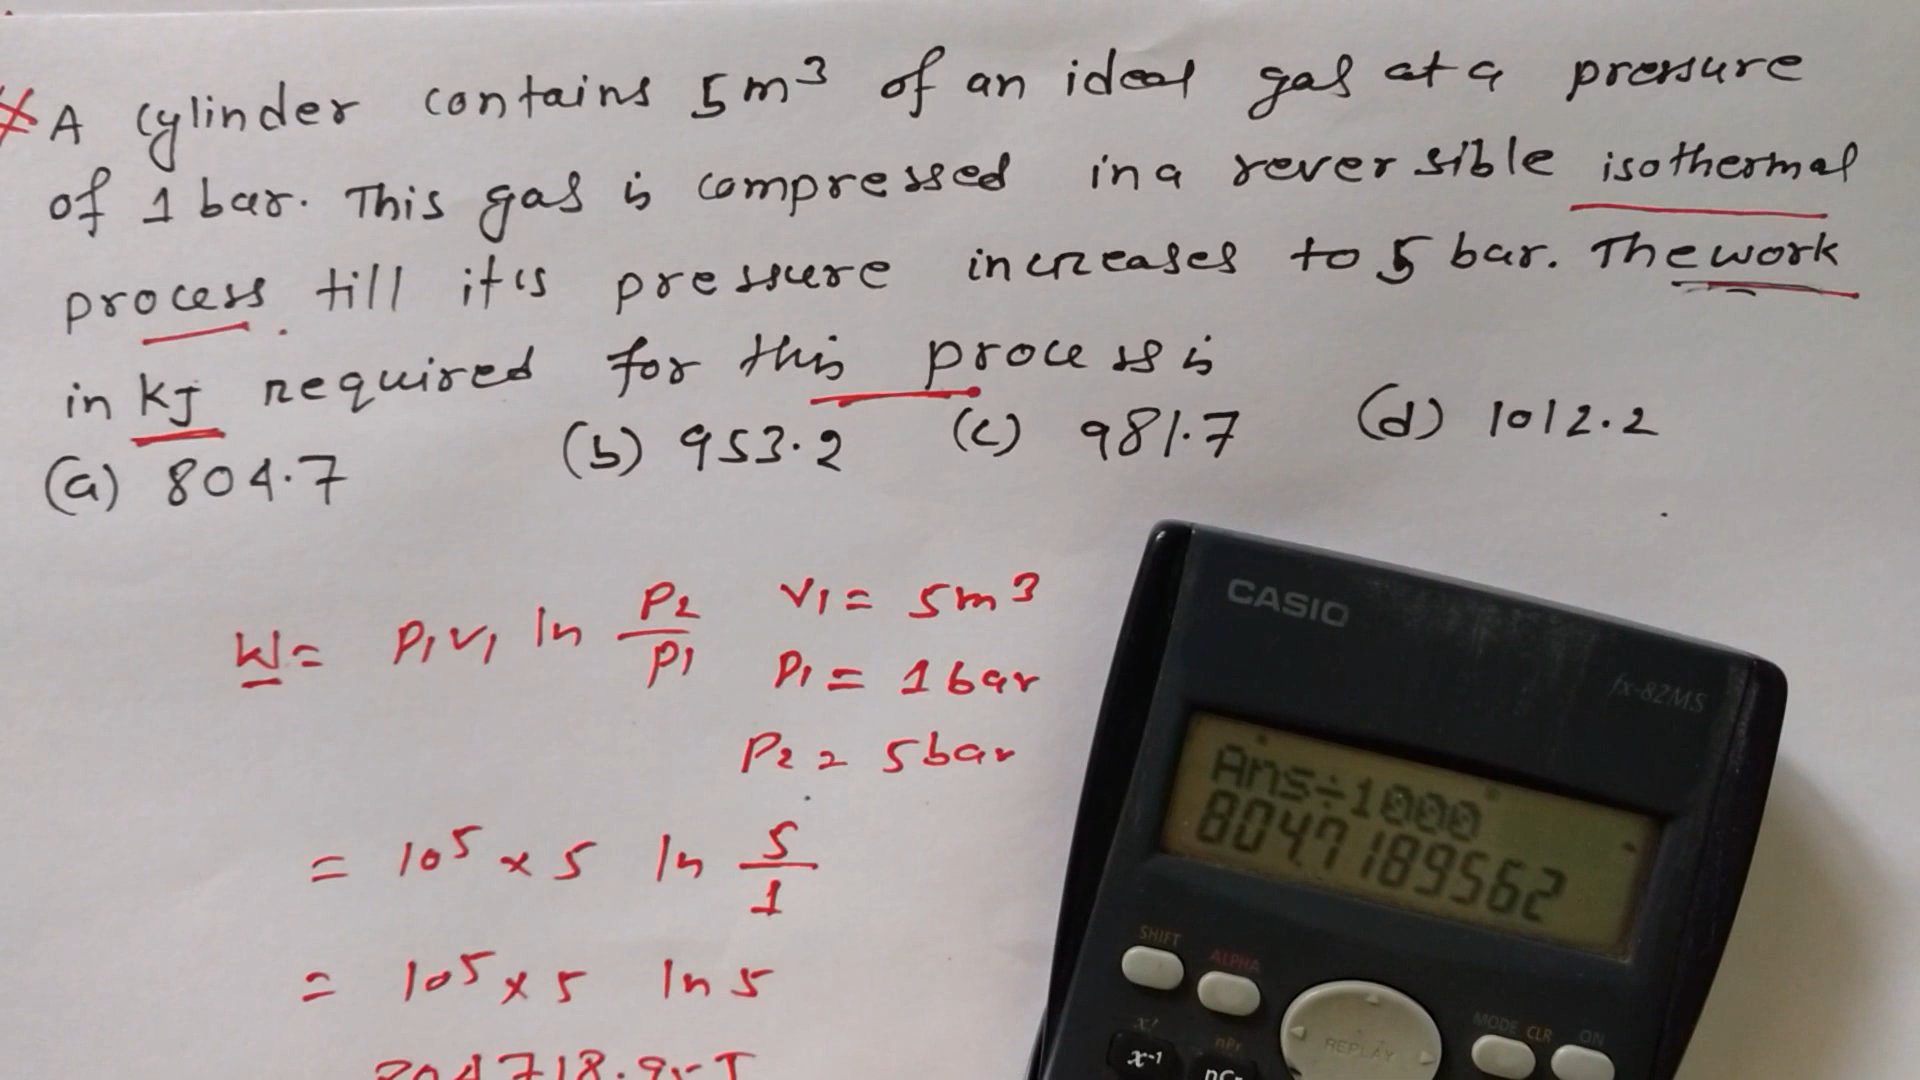 A cylinder contains 5m³ of an ideal gas at a pressure
of 1 bar. This gas is compressed in a reversible isothermal
process till it's pressure increases to 5 bar. The work
in KJ required for this process is
(a) 804.7 (b) 953.2 (c) 981.7 (d) 1012.2
W = P₁V₁ ln P₂/P₁ V₁ = 5m³
P₁ = 1 bar
P₂ = 5 bar
= 10⁵ × 5 ln 5/1
= 10⁵ × 5 ln 5
804718.95 J
CASIO
fx-82MS
Ans÷1000
804.7189562
SHIFT ALPHA
MODE CLR ON
REPLAY
x! nPr
x⁻¹ nCr